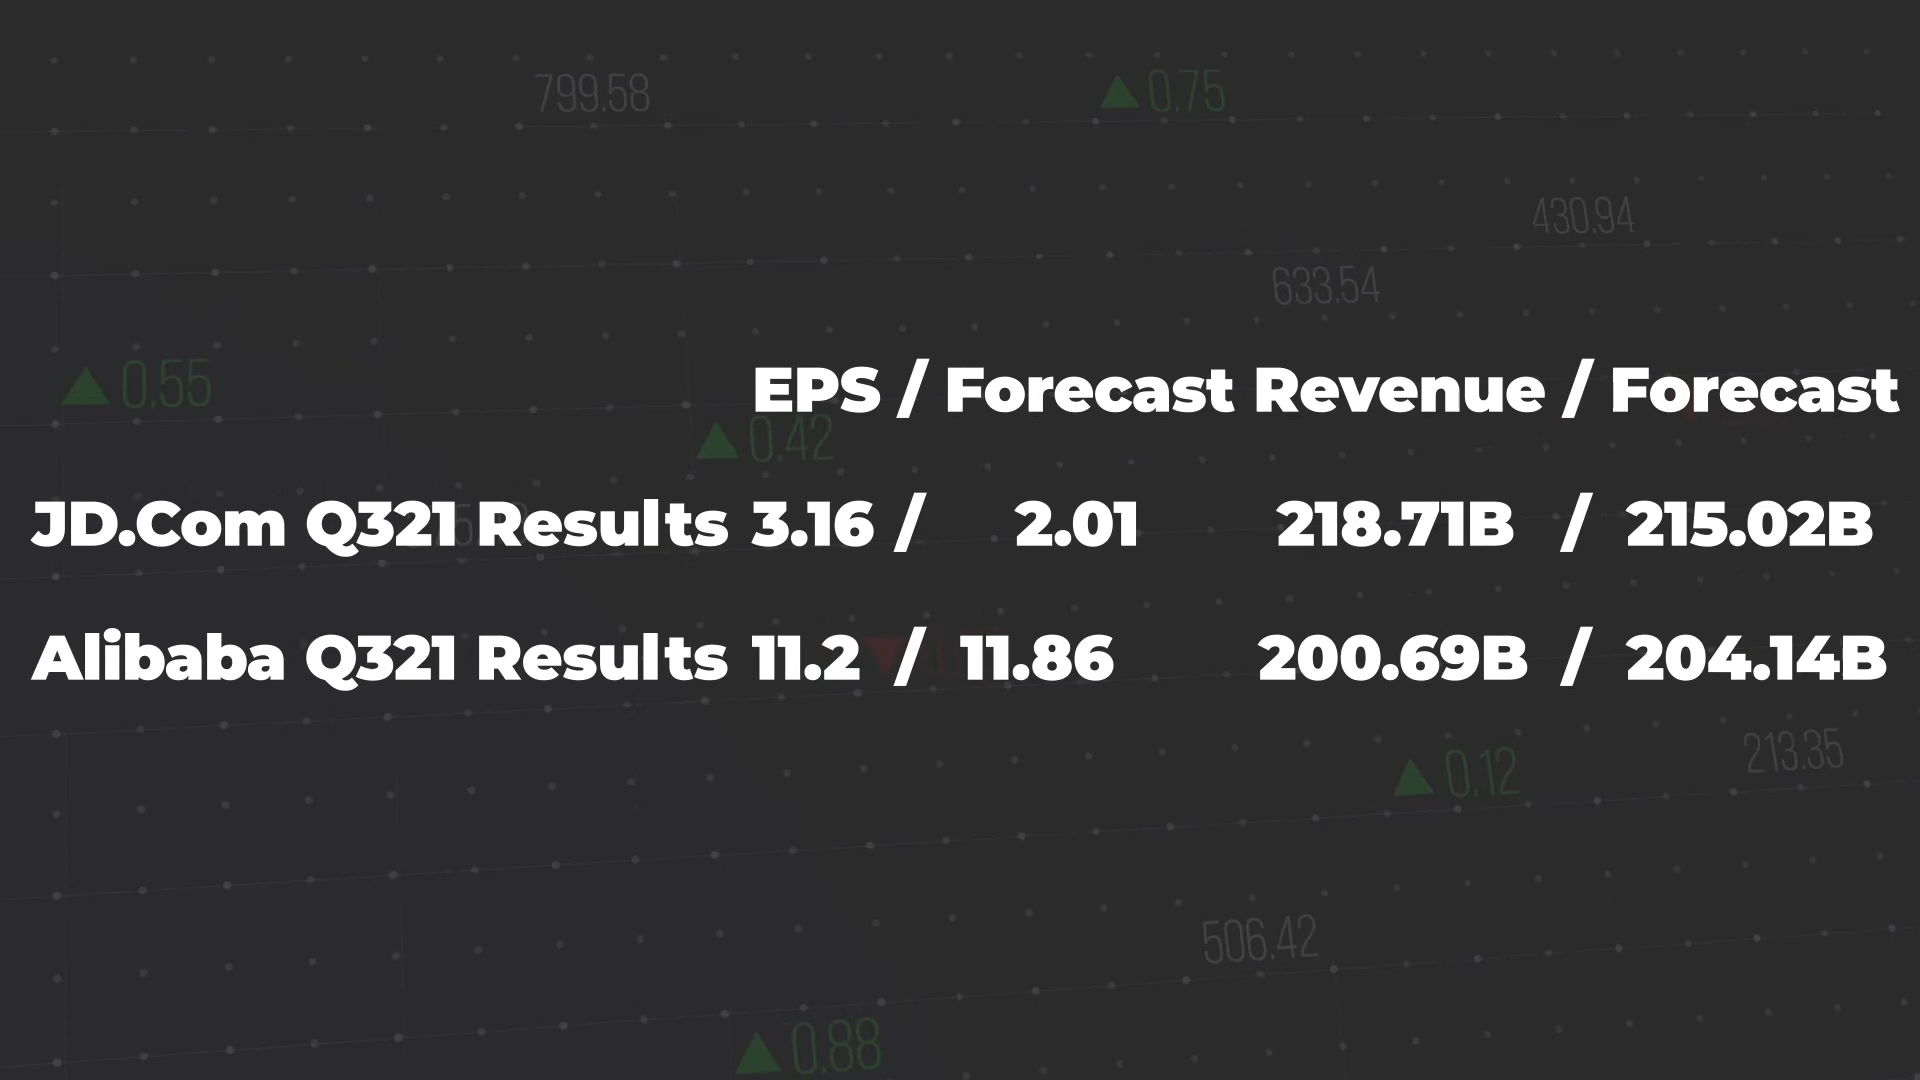 799.58 0.75
430.94
633.54
0.55
EPS / Forecast Revenue / Forecast
0.42
JD.Com Q321 Results 3.16 / 2.01 218.71B / 215.02B
Alibaba Q321 Results 11.2 / 11.86 200.69B / 204.14B
0.12 213.35
506.42
0.88